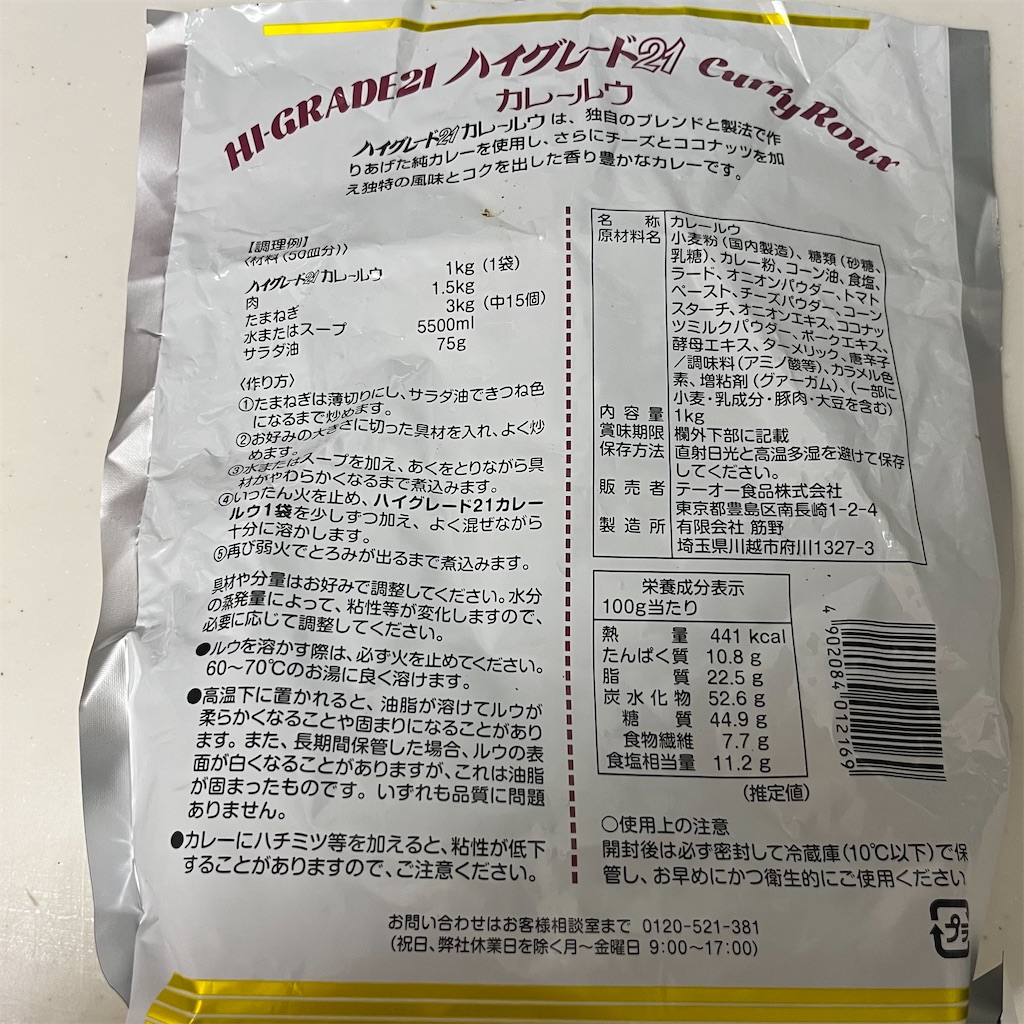 HI-GRADE21 ハイグレード21 Curry Roux
カレールウ
ハイグレード21カレールウは、独自のブレンドと製法で作
りあげた純カレーを使用し、さらにチーズとココナッツを加
え独特の風味とコクを出した香り豊かなカレーです。
【調理例】
〈材料(50皿分)〉
ハイグレード21カレールウ 1kg(1袋)
肉 1.5kg
たまねぎ 3kg(中15個)
水またはスープ 5500ml
サラダ油 75g
〈作り方〉
①たまねぎは薄切りにし、サラダ油できつね色
になるまで炒めます。
②お好みの大きさに切った具材を入れ、よく炒
めます。
③水またはスープを加え、あくをとりながら具
材がやわらかくなるまで煮込みます。
④いったん火を止め、ハイグレード21カレー
ルウ1袋を少しずつ加え、よく混ぜながら
十分に溶かします。
⑤再び弱火でとろみが出るまで煮込みます。
具材や分量はお好みで調整してください。水分
の蒸発量によって、粘性等が変化しますので、
必要に応じて調整してください。
●ルウを溶かす際は、必ず火を止めてください。
60〜70℃のお湯に良く溶けます。
●高温下に置かれると、油脂が溶けてルウが
柔らかくなることや固まりになることがあり
ます。また、長期間保管した場合、ルウの表
面が白くなることがありますが、これは油脂
が固まったものです。いずれも品質に問題
ありません。
●カレーにハチミツ等を加えると、粘性が低下
することがありますので、ご注意ください。
名称 カレールウ
原材料名 小麦粉(国内製造)、糖類(砂糖、
乳糖)、カレー粉、コーン油、食塩、
ラード、オニオンパウダー、トマト
ペースト、チーズパウダー、コーン
スターチ、オニオンエキス、ココナッ
ツミルクパウダー、ポークエキス、
酵母エキス、ターメリック、唐辛子
/調味料(アミノ酸等)、カラメル色
素、増粘剤(グァーガム)、(一部に
小麦・乳成分・豚肉・大豆を含む)
内容量 1kg
賞味期限 欄外下部に記載
保存方法 直射日光と高温多湿を避けて保存
してください。
販売者 テーオー食品株式会社
東京都豊島区南長崎1-2-4
製造所 有限会社 筋野
埼玉県川越市府川1327-3
栄養成分表示
100g当たり
熱量 441 kcal
たんぱく質 10.8 g
脂質 22.5 g
炭水化物 52.6 g
糖質 44.9 g
食物繊維 7.7 g
食塩相当量 11.2 g
(推定値)
4 902084 012169
○使用上の注意
開封後は必ず密封して冷蔵庫(10℃以下)で保
管し、お早めにかつ衛生的にご使用ください
プラ
お問い合わせはお客様相談室まで 0120-521-381
(祝日、弊社休業日を除く月〜金曜日 9:00〜17:00)